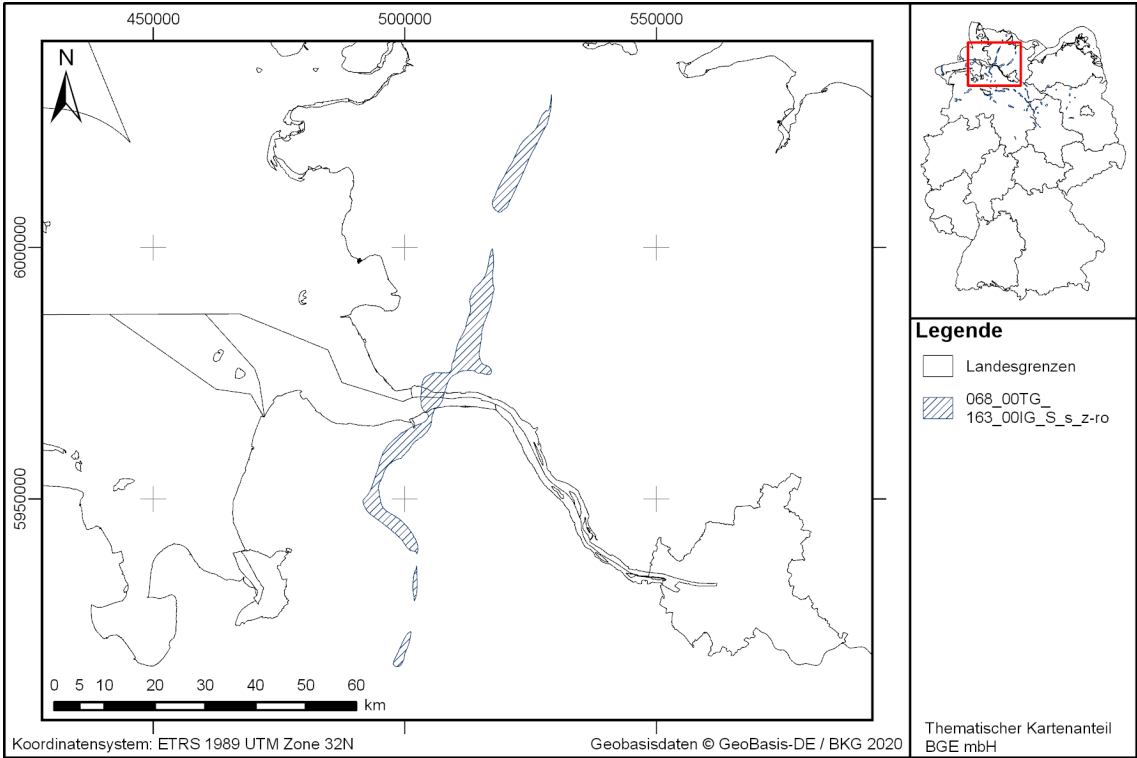 450000
500000
550000
N
6000000
5950000
0 5 10 20 30 40 50 60
km
Koordinatensystem: ETRS 1989 UTM Zone 32N
Geobasisdaten © GeoBasis-DE / BKG 2020
Legende
Landesgrenzen
068_00TG_
163_00IG_S_s_z-ro
Thematischer Kartenanteil
BGE mbH